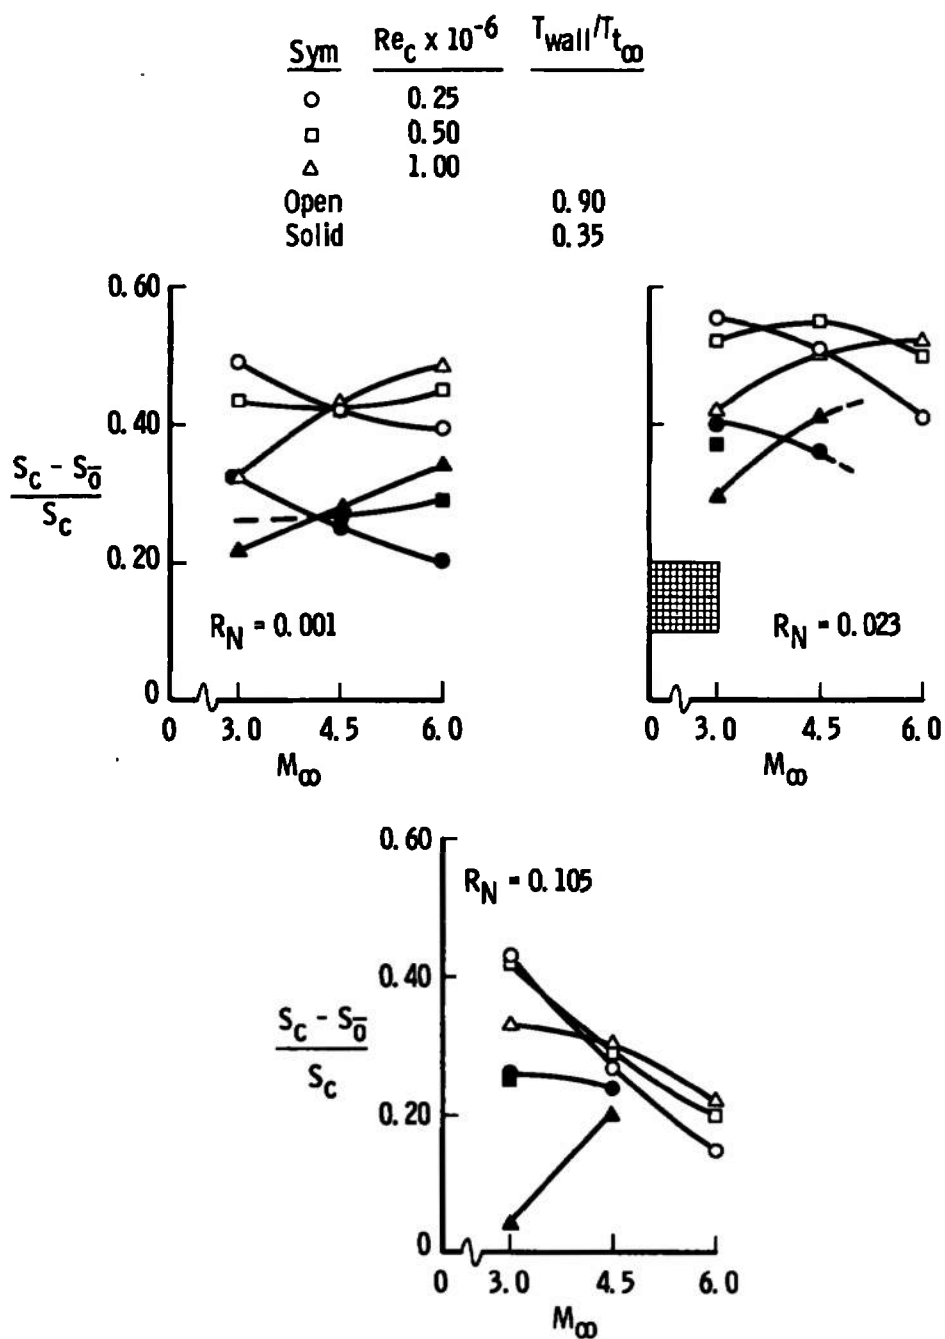 Sym Re_c x 10^-6 T_wall/T_t∞
○ 0.25
□ 0.50
△ 1.00
Open 0.90
Solid 0.35
0.60
0.40
0.20
0
S_c - S_0̅
S_c
R_N = 0.001
0 3.0 4.5 6.0
M_∞
R_N = 0.023
0 3.0 4.5 6.0
M_∞
0.60
0.40
0.20
0
S_c - S_0̅
S_c
R_N = 0.105
0 3.0 4.5 6.0
M_∞